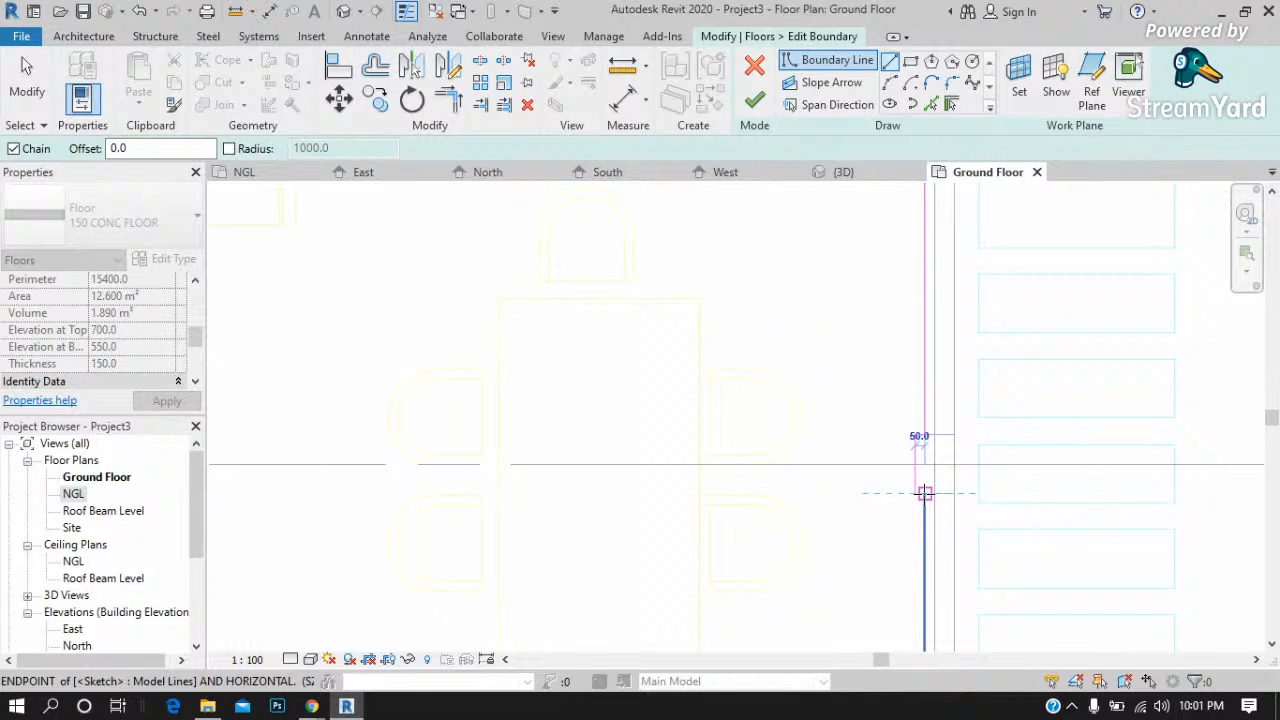 Autodesk Revit 2020 - Project3 - Floor Plan: Ground Floor
Sign In
File
Architecture
Structure
Steel
Systems
Insert
Annotate
Analyze
Collaborate
View
Manage
Add-Ins
Modify | Floors > Edit Boundary
Powered by
StreamYard
Modify
Paste
Cope
Cut
Join
Boundary Line
Slope Arrow
Span Direction
Set
Show
Ref
Plane
Viewer
Select
Properties
Clipboard
Geometry
Modify
View
Measure
Create
Mode
Draw
Work Plane
Chain
Offset:
0.0
Radius:
1000.0
Properties
NGL
East
North
South
West
{3D}
Ground Floor
Floor
150 CONC FLOOR
Floors
Edit Type
Perimeter 15400.0
Area 12.600 m²
Volume 1.890 m³
Elevation at Top 700.0
Elevation at B... 550.0
Thickness 150.0
Identity Data
Properties help
Apply
Project Browser - Project3
Views (all)
Floor Plans
Ground Floor
NGL
Roof Beam Level
Site
Ceiling Plans
NGL
Roof Beam Level
3D Views
Elevations (Building Elevation
East
North
South
50.0
2D
1 : 100
ENDPOINT of [<Sketch> : Model Lines] AND HORIZONTAL. (SZ
:0
Main Model
:0
10:01 PM